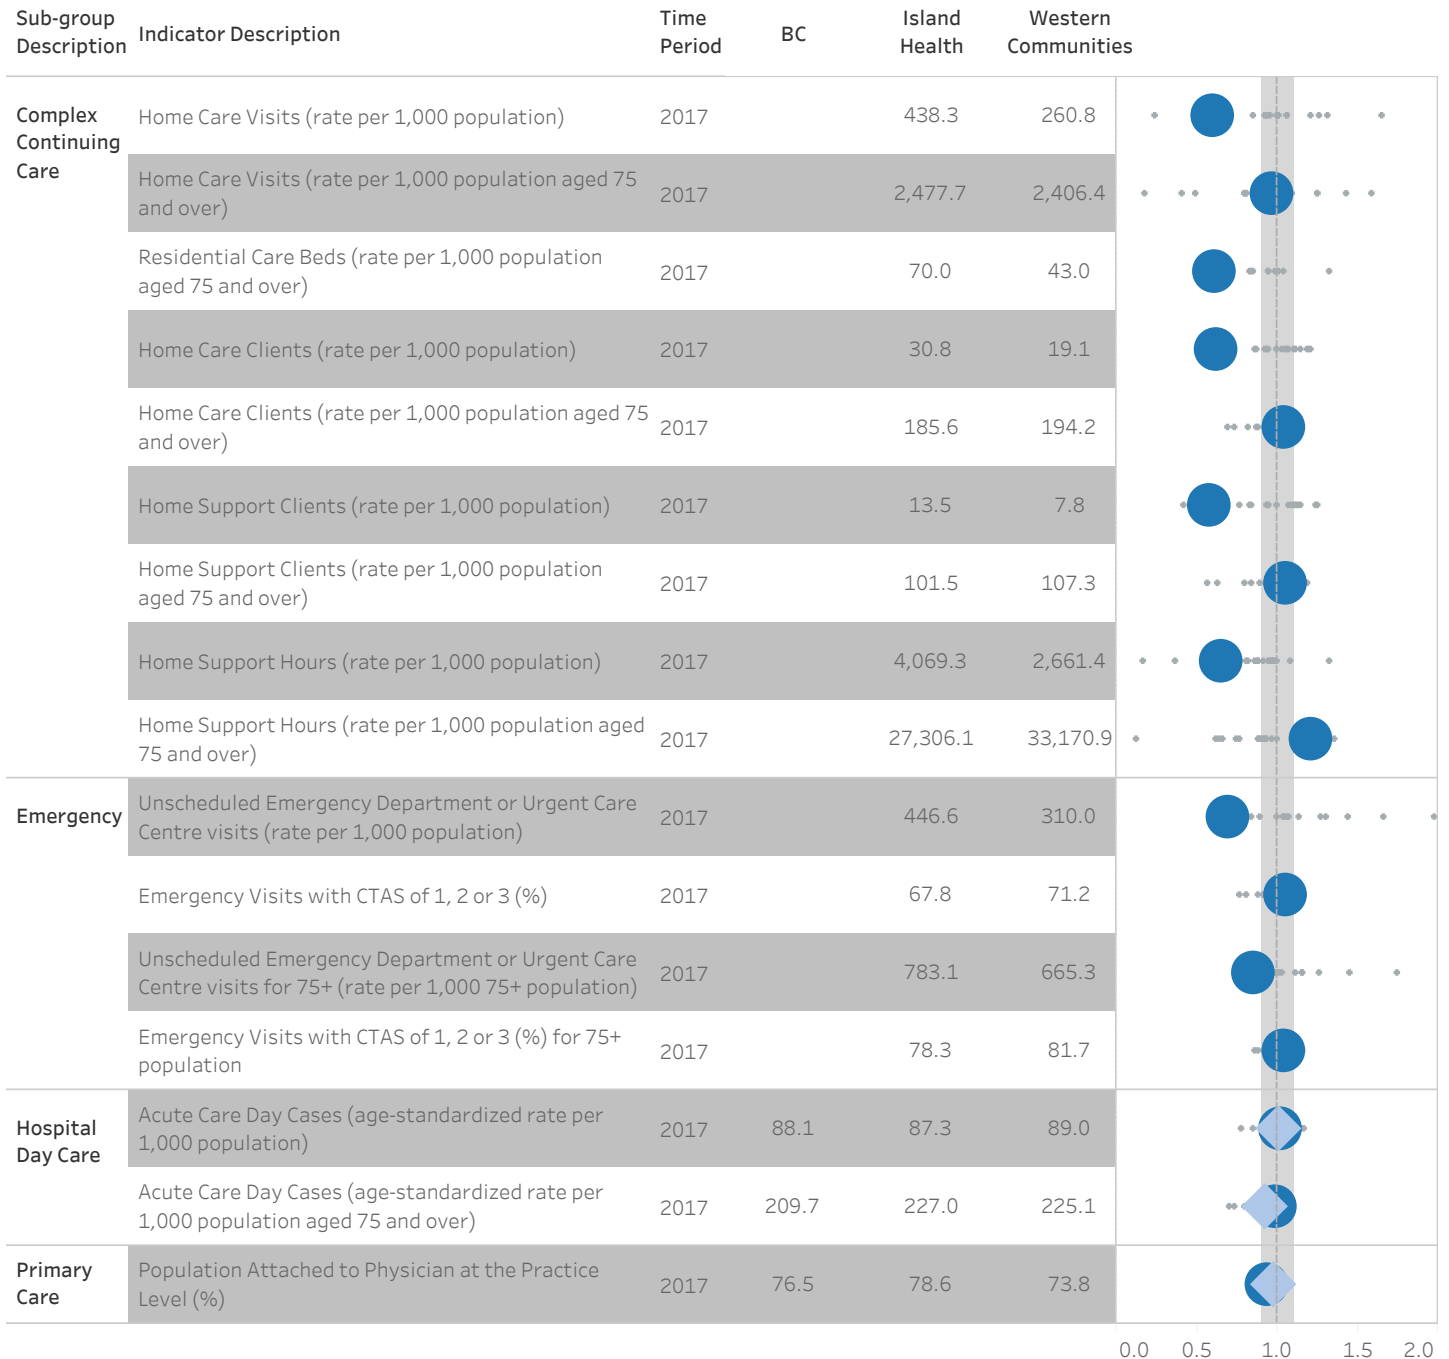 Sub-group
Description
Indicator Description
Time
Period
BC
Island
Health
Western
Communities
Complex
Continuing
Care
Home Care Visits (rate per 1,000 population)
2017
438.3
260.8
Home Care Visits (rate per 1,000 population aged 75
and over)
2017
2,477.7
2,406.4
Residential Care Beds (rate per 1,000 population
aged 75 and over)
2017
70.0
43.0
Home Care Clients (rate per 1,000 population)
2017
30.8
19.1
Home Care Clients (rate per 1,000 population aged 75
and over)
2017
185.6
194.2
Home Support Clients (rate per 1,000 population)
2017
13.5
7.8
Home Support Clients (rate per 1,000 population
aged 75 and over)
2017
101.5
107.3
Home Support Hours (rate per 1,000 population)
2017
4,069.3
2,661.4
Home Support Hours (rate per 1,000 population aged
75 and over)
2017
27,306.1
33,170.9
Emergency
Unscheduled Emergency Department or Urgent Care
Centre visits (rate per 1,000 population)
2017
446.6
310.0
Emergency Visits with CTAS of 1, 2 or 3 (%)
2017
67.8
71.2
Unscheduled Emergency Department or Urgent Care
Centre visits for 75+ (rate per 1,000 75+ population)
2017
783.1
665.3
Emergency Visits with CTAS of 1, 2 or 3 (%) for 75+
population
2017
78.3
81.7
Hospital
Day Care
Acute Care Day Cases (age-standardized rate per
1,000 population)
2017
88.1
87.3
89.0
Acute Care Day Cases (age-standardized rate per
1,000 population aged 75 and over)
2017
209.7
227.0
225.1
Primary
Care
Population Attached to Physician at the Practice
Level (%)
2017
76.5
78.6
73.8
0.0 0.5 1.0 1.5 2.0